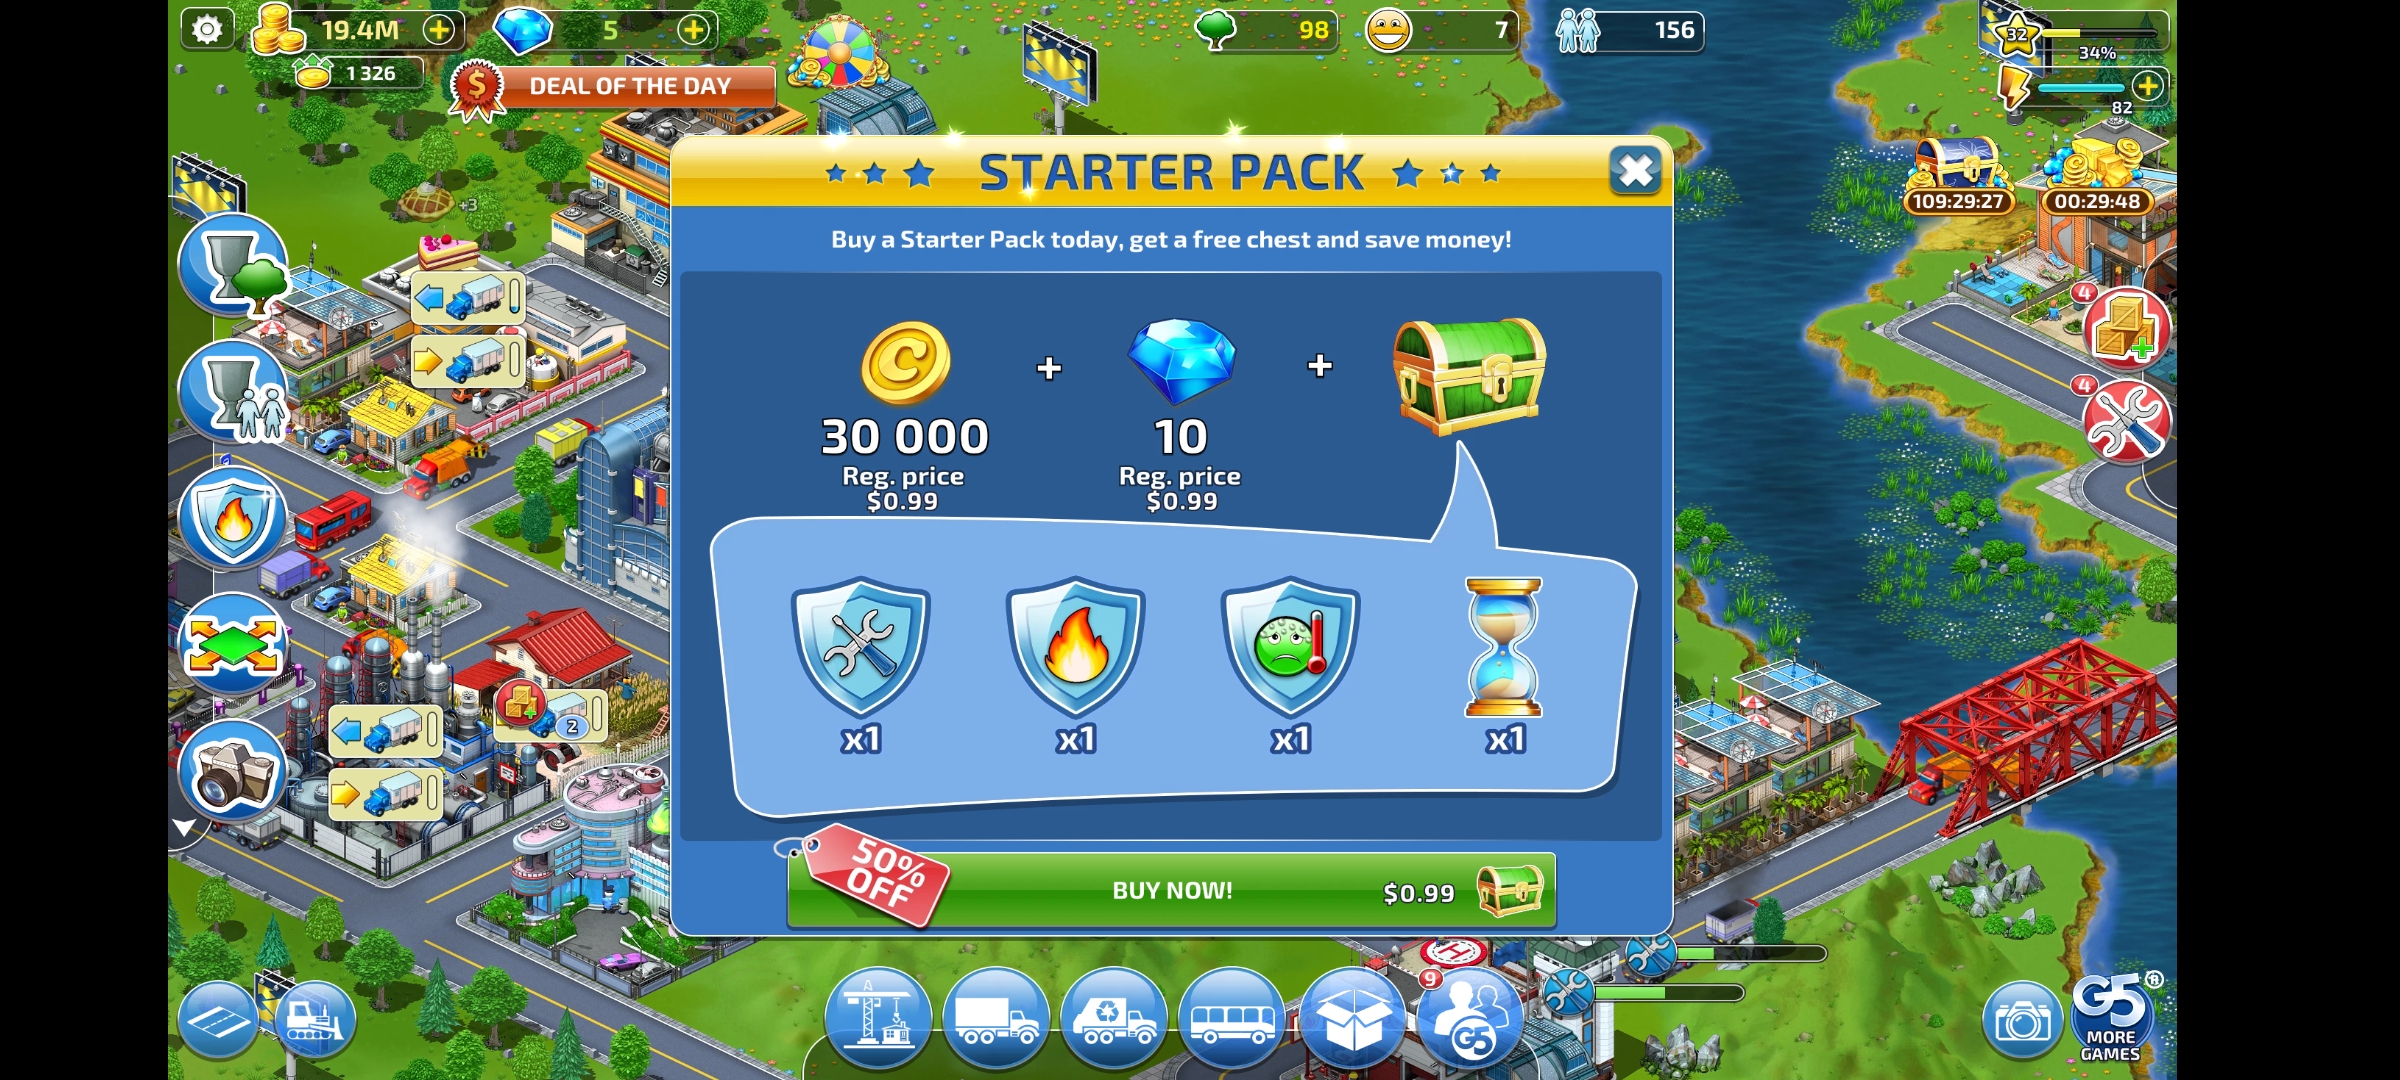 19.4M
5
98
7
156
32
34%
1 326
DEAL OF THE DAY
82
STARTER PACK
109:29:27
00:29:48
+3
Buy a Starter Pack today, get a free chest and save money!
4
4
+
+
30 000
10
Reg. price
$0.99
Reg. price
$0.99
x1
x1
x1
x1
2
50%
OFF
BUY NOW!
$0.99
9
G5
G5
MORE
GAMES